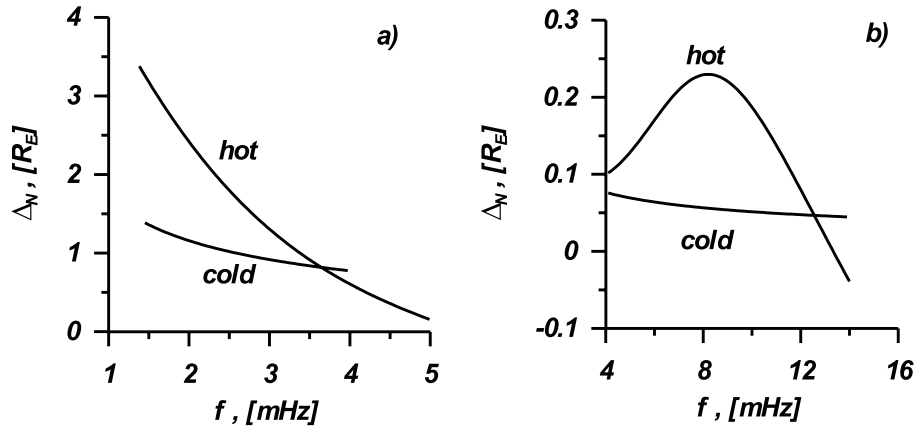 a)
4
3
2
1
0
Δ_N , [R_E]
hot
cold
1 2 3 4 5
f , [mHz]
b)
0.3
0.2
0.1
0
-0.1
Δ_N , [R_E]
hot
cold
4 8 12 16
f , [mHz]